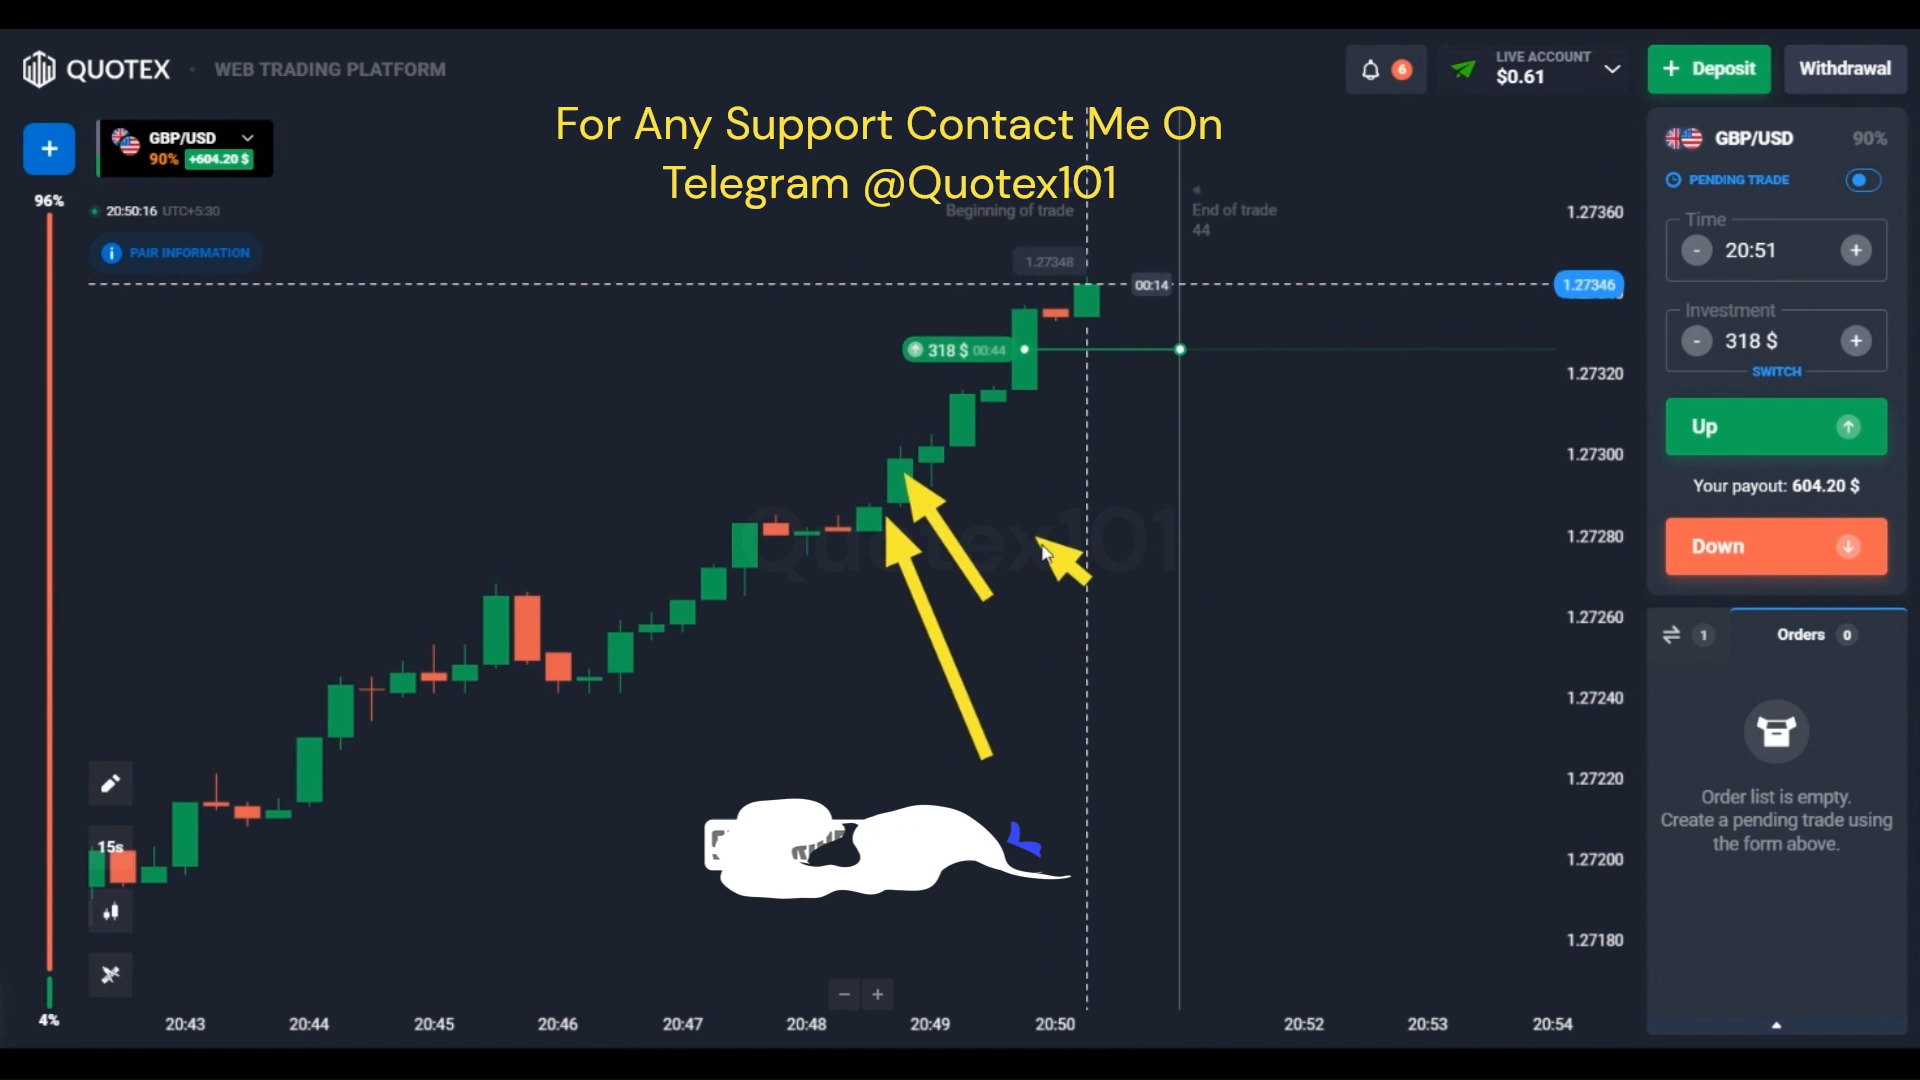 QUOTEX
WEB TRADING PLATFORM
6
LIVE ACCOUNT
$0.61
+ Deposit
Withdrawal
For Any Support Contact Me On
Telegram @Quotex101
+
GBP/USD
90% +604.20 $
96%
20:50:16 UTC+5:30
PAIR INFORMATION
Beginning of trade
End of trade
44
1.27348
00:14
1.27346
318 $ 00:44
1.27360
1.27320
1.27300
1.27280
1.27260
1.27240
1.27220
1.27200
1.27180
Quotex101
15s
4%
- +
20:43 20:44 20:45 20:46 20:47 20:48 20:49 20:50 20:52 20:53 20:54
GBP/USD 90%
PENDING TRADE
Time
- 20:51 +
Investment
- 318 $ +
SWITCH
Up
Your payout: 604.20 $
Down
1
Orders 0
Order list is empty.
Create a pending trade using
the form above.